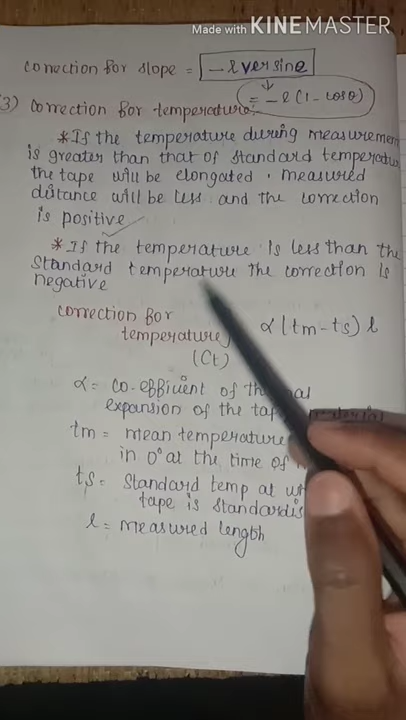 Made with KINEMASTER
correction for slope = -l versine
= -l (1 - cosθ)
(3) correction for temperature:-
*If the temperature during measuremen
is greater than that of standard temperatu
the tape will be elongated. measured
distance will be less and the correction
is positive
*If the temperature is less than the
standard temperature the correction is
negative
correction for
temperature
α(tm-ts) l
(Ct)
α = co-efficient of
expansion of the
tm = mean temperature
in 0° at the time of
ts = standard temp at
tape is standardis
l = measured length